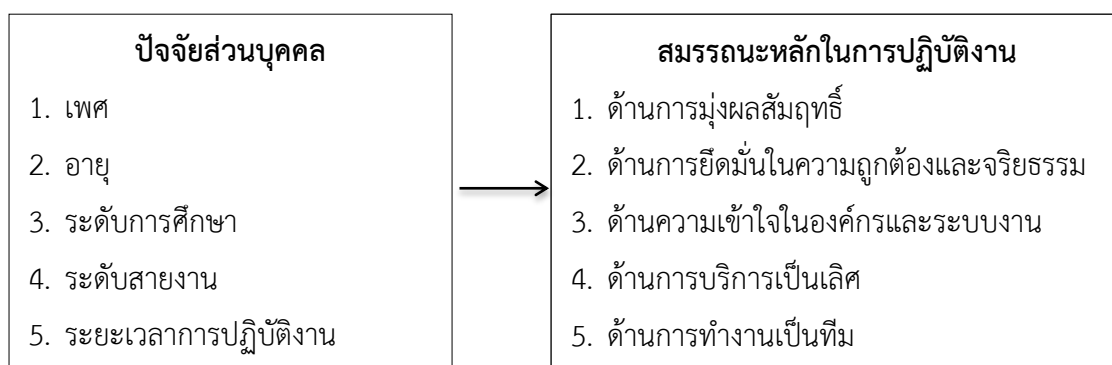 ปัจจัยส่วนบุคคล
1. เพศ
2. อายุ
3. ระดับการศึกษา
4. ระดับสายงาน
5. ระยะเวลาการปฏิบัติงาน
สมรรถนะหลักในการปฏิบัติงาน
1. ด้านการมุ่งผลสัมฤทธิ์
2. ด้านการยึดมั่นในความถูกต้องและจริยธรรม
3. ด้านความเข้าใจในองค์กรและระบบงาน
4. ด้านการบริการเป็นเลิศ
5. ด้านการทำงานเป็นทีม